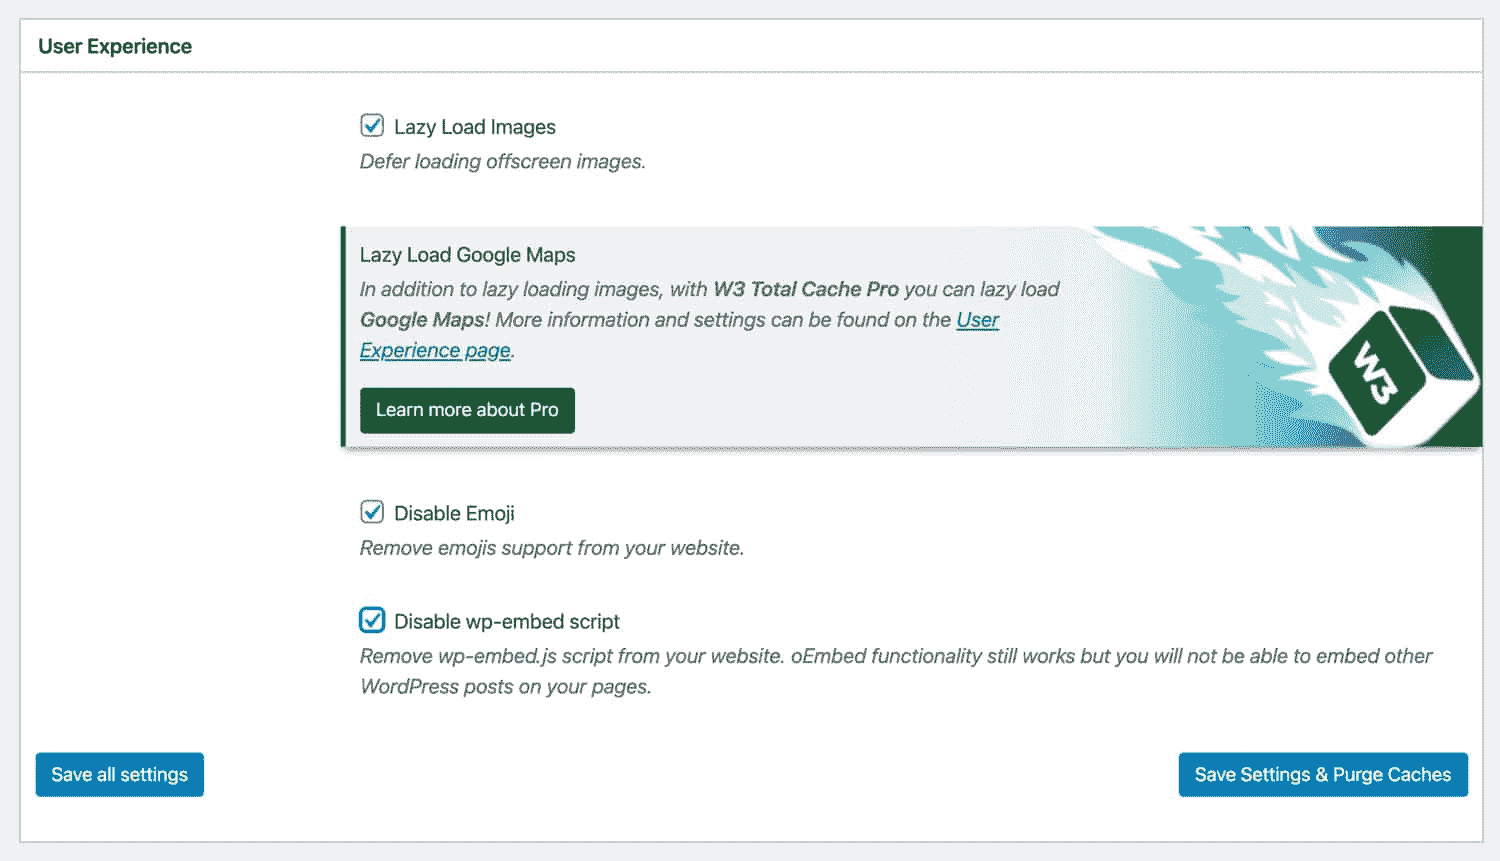 User Experience
Lazy Load Images
Defer loading offscreen images.
Lazy Load Google Maps
In addition to lazy loading images, with W3 Total Cache Pro you can lazy load
Google Maps! More information and settings can be found on the User
Experience page.
Learn more about Pro
W3
Disable Emoji
Remove emojis support from your website.
Disable wp-embed script
Remove wp-embed.js script from your website. oEmbed functionality still works but you will not be able to embed other
WordPress posts on your pages.
Save all settings
Save Settings & Purge Caches